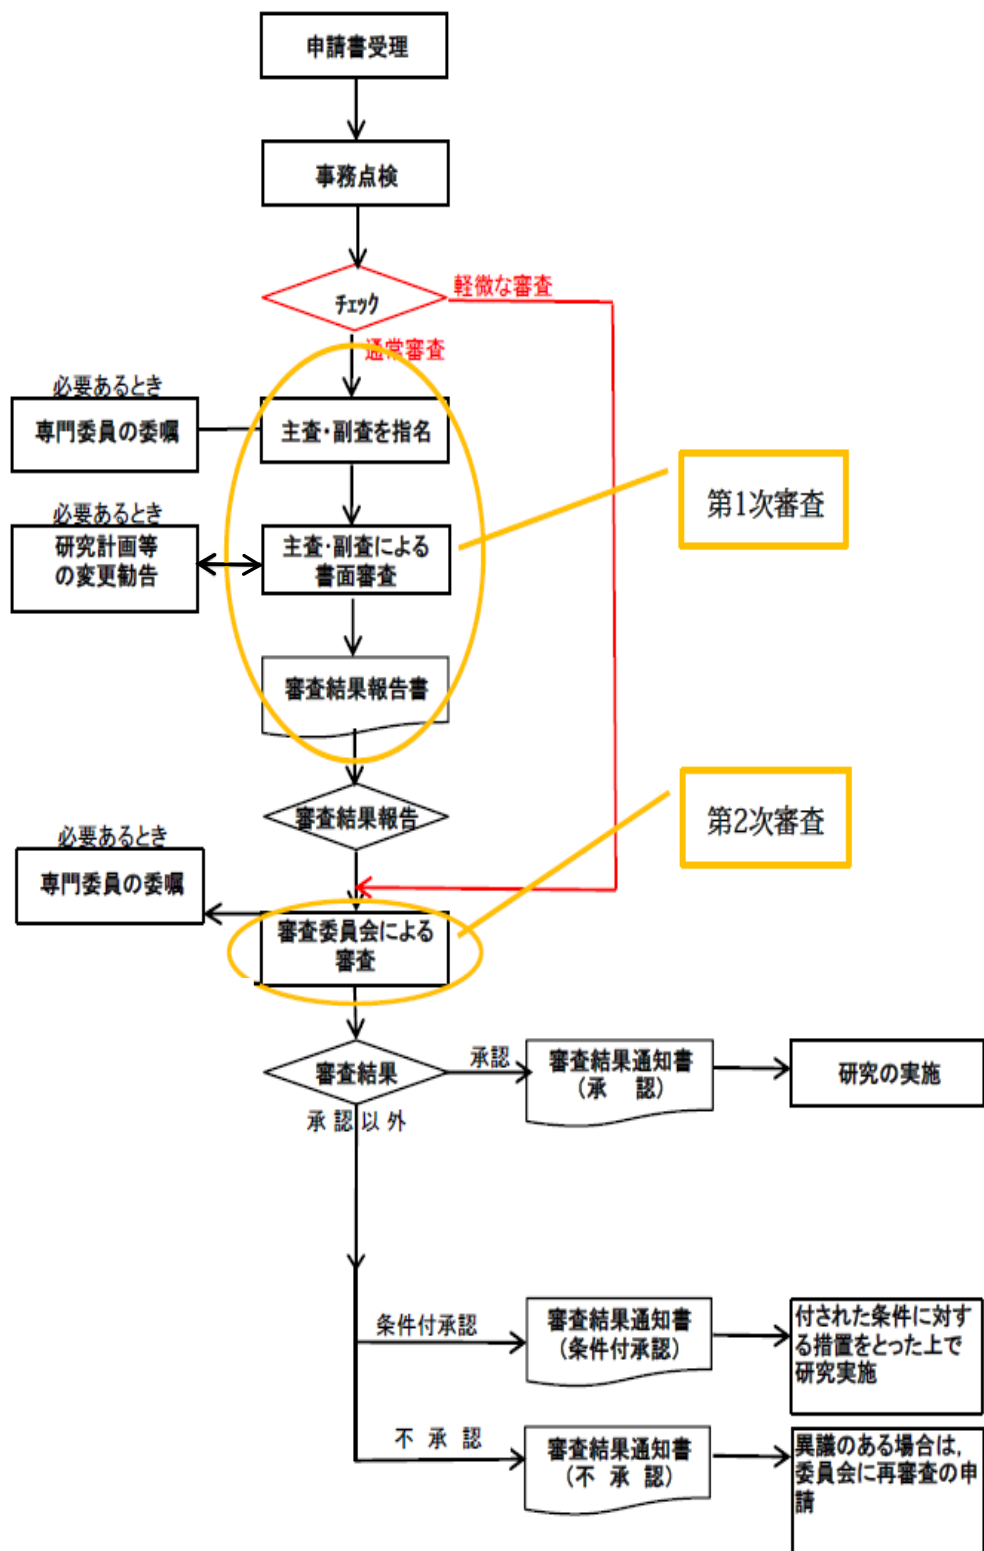 申請書受理
事務点検
チェック
軽微な審査
通常審査
必要あるとき
専門委員の委嘱
主査・副査を指名
第1次審査
必要あるとき
研究計画等
の変更勧告
主査・副査による
書面審査
審査結果報告書
審査結果報告
第2次審査
必要あるとき
専門委員の委嘱
審査委員会による
審査
審査結果
承認
審査結果通知書
(承　認)
研究の実施
承認以外
条件付承認
審査結果通知書
(条件付承認)
付された条件に対す
る措置をとった上で
研究実施
不承認
審査結果通知書
(不承認)
異議のある場合は,
委員会に再審査の申
請